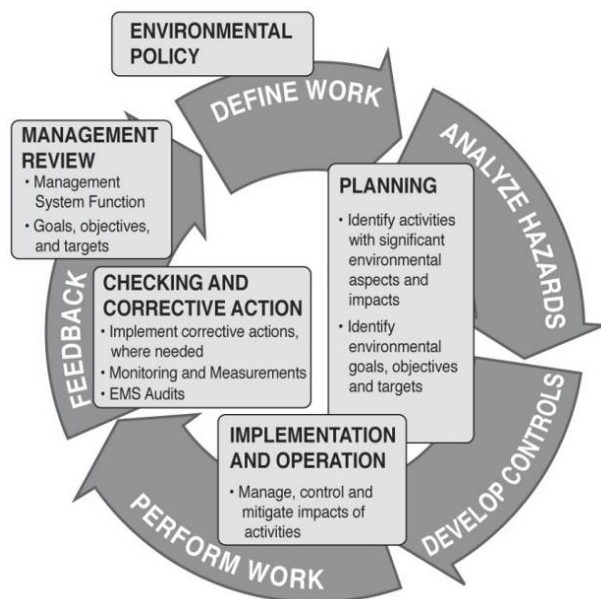 ENVIRONMENTAL
POLICY
DEFINE WORK
ANALYZE HAZARDS
MANAGEMENT
REVIEW
• Management
System Function
• Goals, objectives,
and targets
PLANNING
• Identify activities
with significant
environmental
aspects and
impacts
• Identify
environmental
goals, objectives
and targets
CHECKING AND
CORRECTIVE ACTION
• Implement corrective actions,
where needed
• Monitoring and Measurements
• EMS Audits
FEEDBACK
IMPLEMENTATION
AND OPERATION
• Manage, control and
mitigate impacts of
activities
DEVELOP CONTROLS
PERFORM WORK